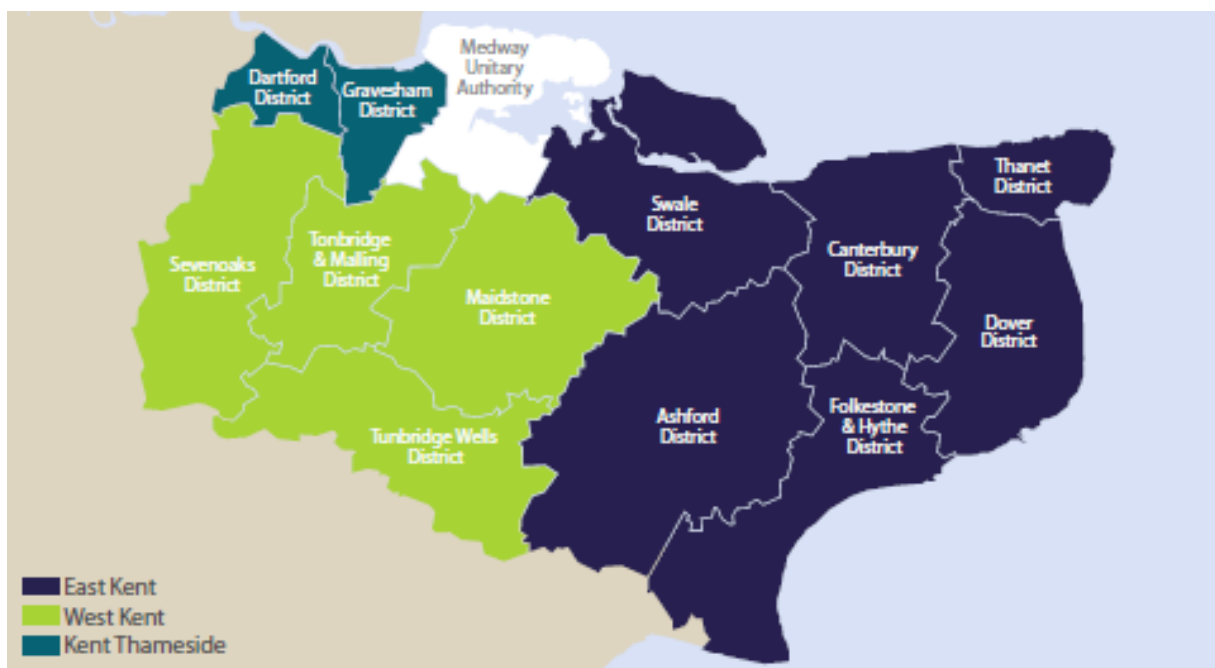 Medway
Unitary
Authority
Dartford
District
Gravesham
District
Thanet
District
Swale
District
Canterbury
District
Tonbridge
& Malling
District
Sevenoaks
District
Maidstone
District
Dover
District
Ashford
District
Folkestone
& Hythe
District
Tunbridge Wells
District
East Kent
West Kent
Kent Thameside